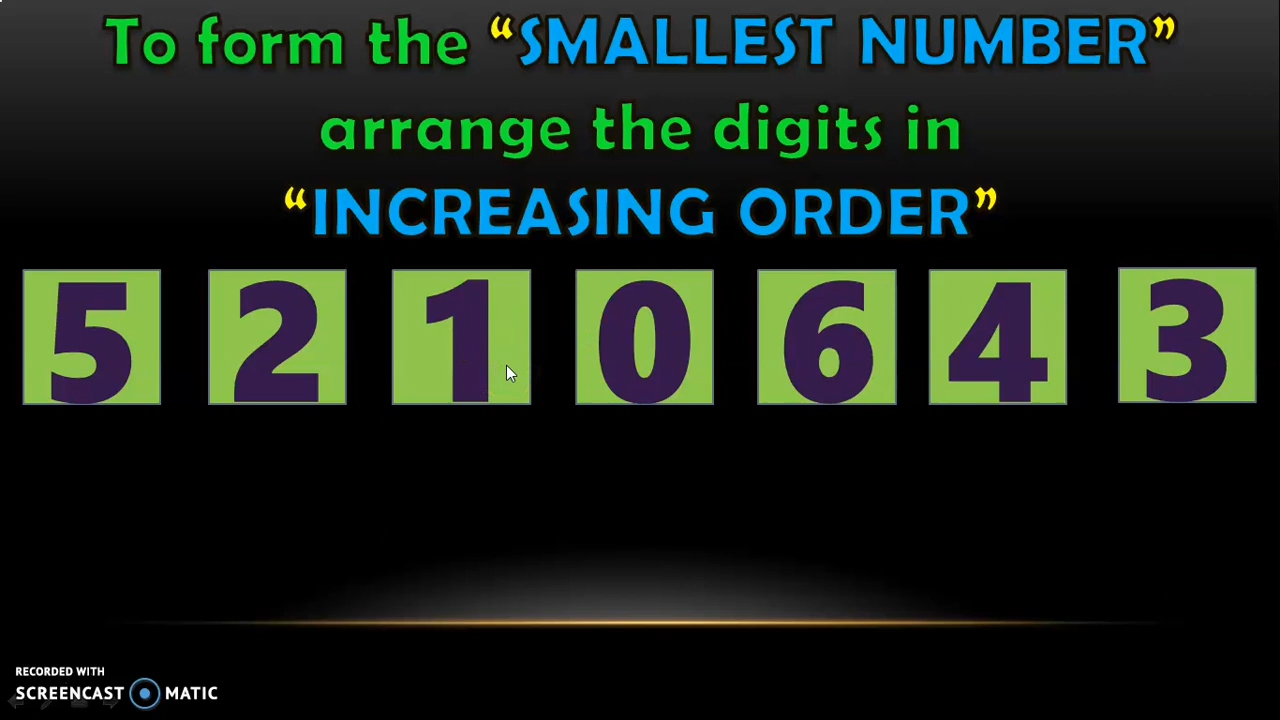 To form the “SMALLEST NUMBER”
arrange the digits in
“INCREASING ORDER”
5 2 1 0 6 4 3
RECORDED WITH
SCREENCAST MATIC